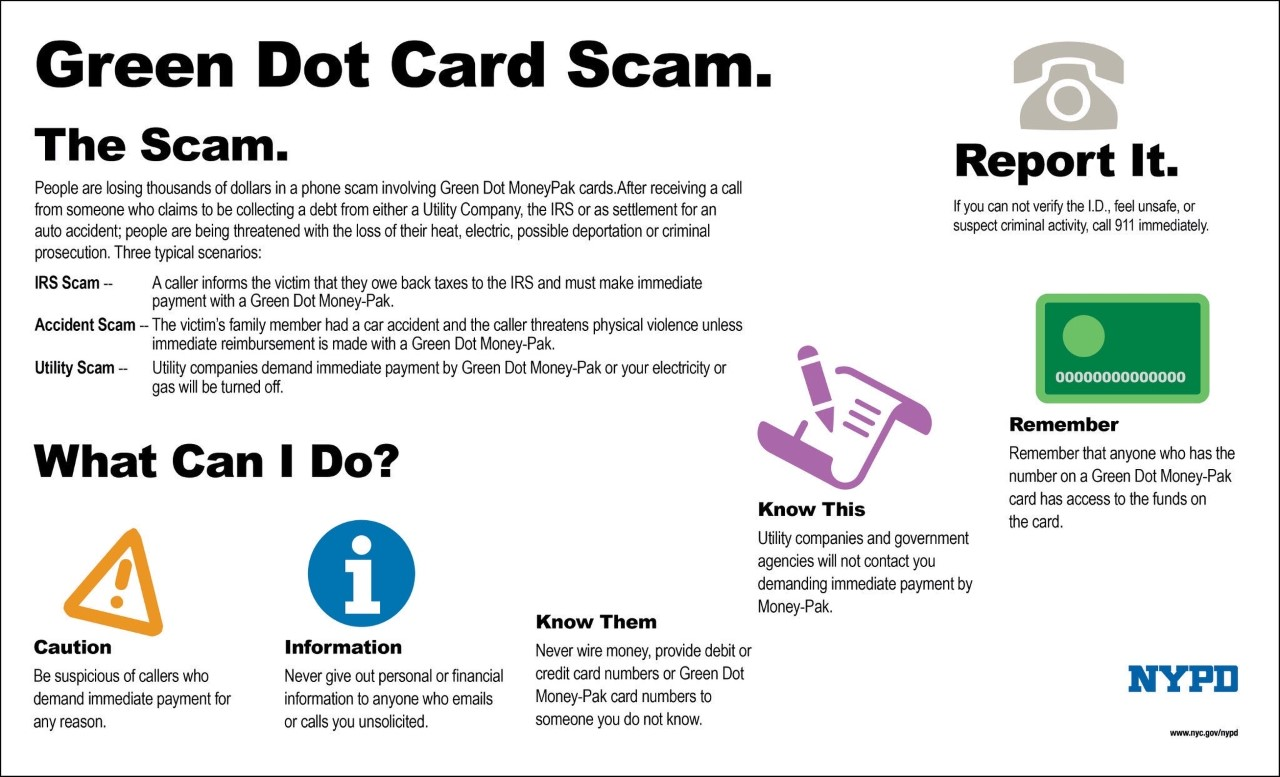 Green Dot Card Scam.
The Scam.
People are losing thousands of dollars in a phone scam involving Green Dot MoneyPak cards.After receiving a call
from someone who claims to be collecting a debt from either a Utility Company, the IRS or as settlement for an
auto accident; people are being threatened with the loss of their heat, electric, possible deportation or criminal
prosecution. Three typical scenarios:
IRS Scam -- A caller informs the victim that they owe back taxes to the IRS and must make immediate
payment with a Green Dot Money-Pak.
Accident Scam -- The victim's family member had a car accident and the caller threatens physical violence unless
immediate reimbursement is made with a Green Dot Money-Pak.
Utility Scam -- Utility companies demand immediate payment by Green Dot Money-Pak or your electricity or
gas will be turned off.
Report It.
If you can not verify the I.D., feel unsafe, or
suspect criminal activity, call 911 immediately.
What Can I Do?
Caution
Be suspicious of callers who
demand immediate payment for
any reason.
Information
Never give out personal or financial
information to anyone who emails
or calls you unsolicited.
Know Them
Never wire money, provide debit or
credit card numbers or Green Dot
Money-Pak card numbers to
someone you do not know.
Know This
Utility companies and government
agencies will not contact you
demanding immediate payment by
Money-Pak.
00000000000000
Remember
Remember that anyone who has the
number on a Green Dot Money-Pak
card has access to the funds on
the card.
NYPD
www.nyc.gov/nypd